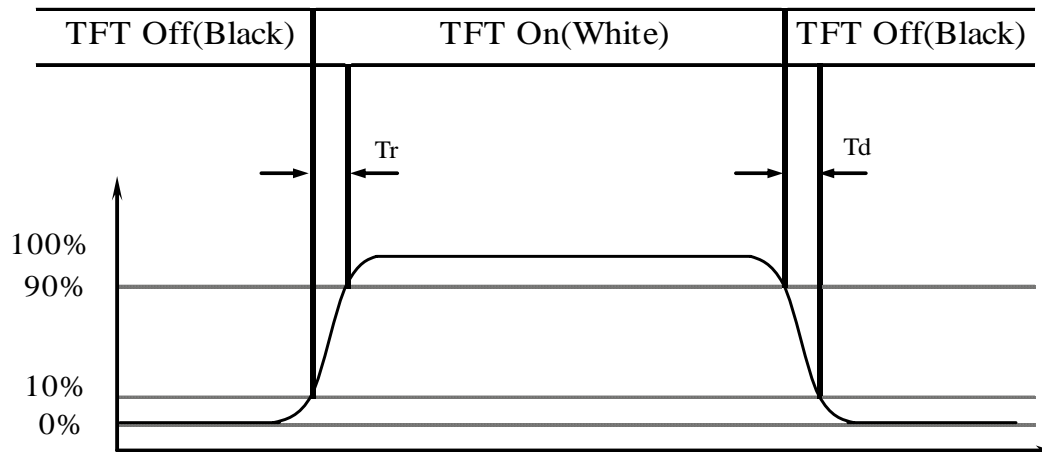 TFT Off(Black) TFT On(White) TFT Off(Black)
Tr Td
100%
90%
10%
0%